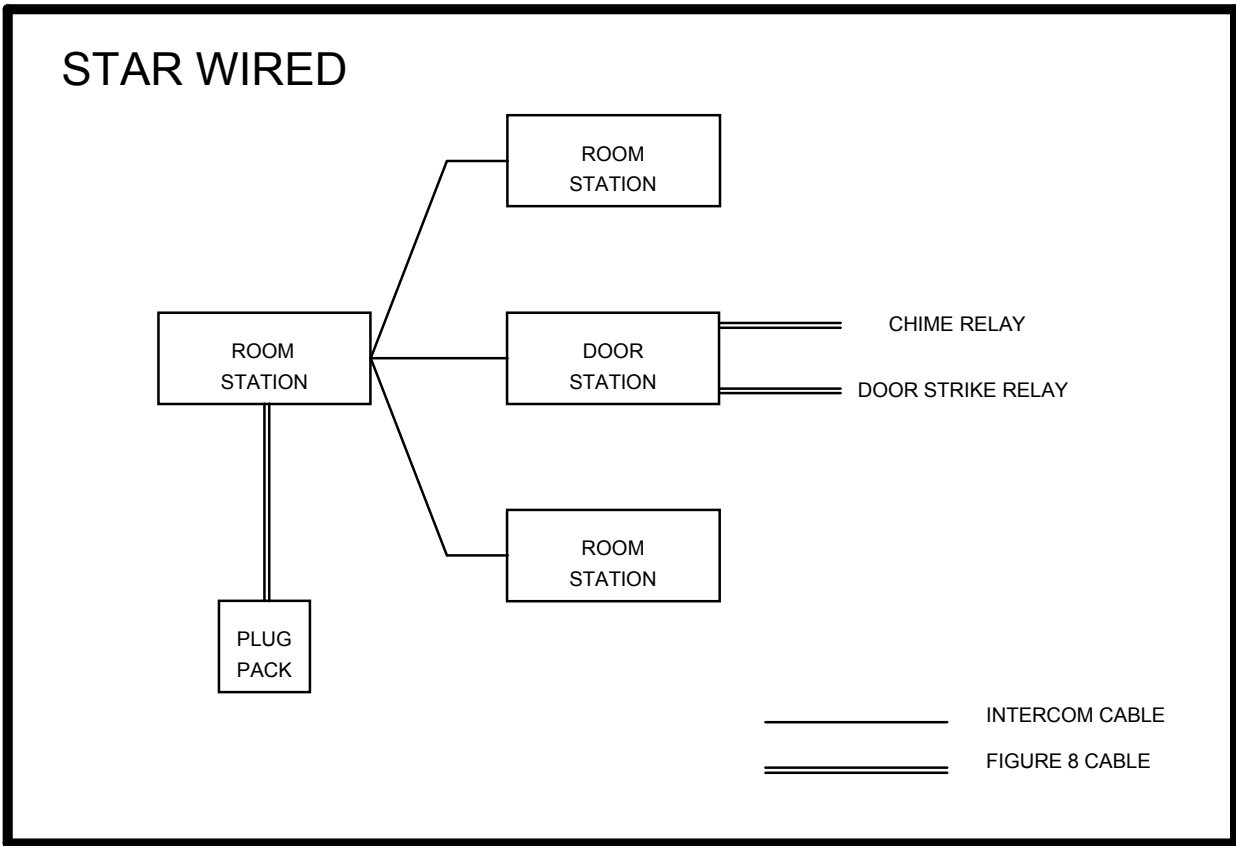 STAR WIRED
ROOM
STATION
ROOM
STATION
DOOR
STATION
CHIME RELAY
DOOR STRIKE RELAY
ROOM
STATION
PLUG
PACK
INTERCOM CABLE
FIGURE 8 CABLE